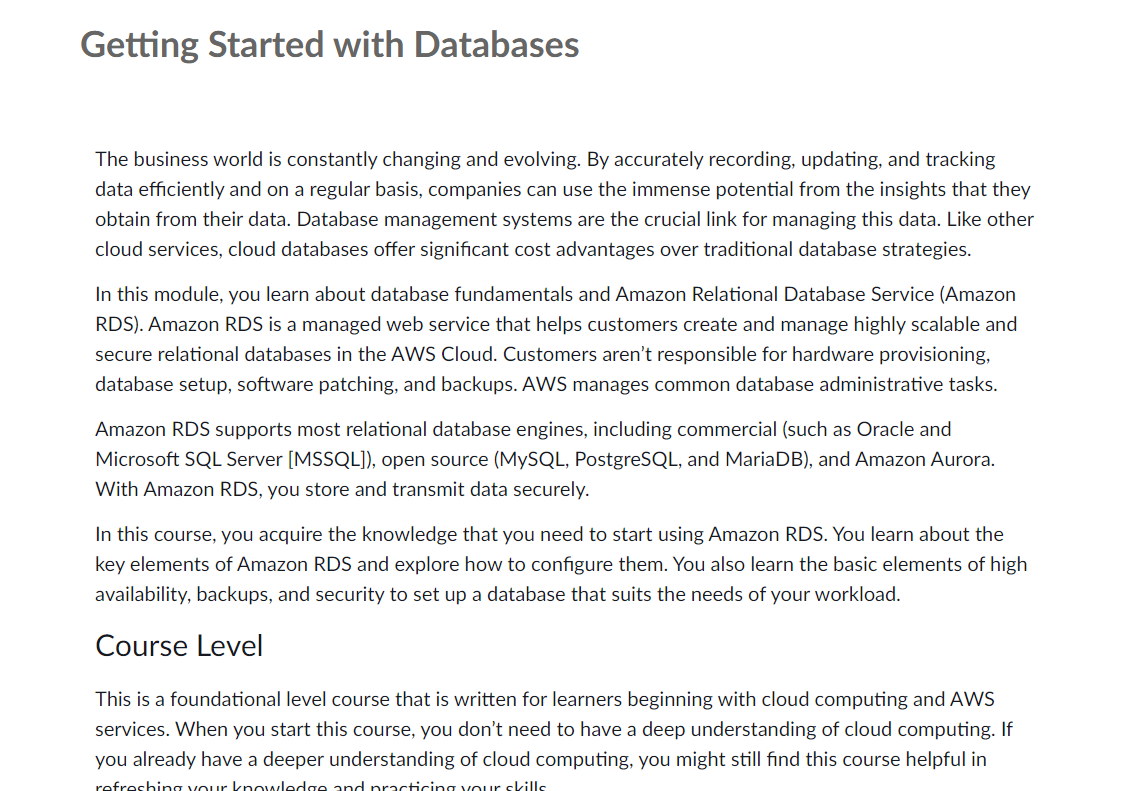 Getting Started with Databases
The business world is constantly changing and evolving. By accurately recording, updating, and tracking
data efficiently and on a regular basis, companies can use the immense potential from the insights that they
obtain from their data. Database management systems are the crucial link for managing this data. Like other
cloud services, cloud databases offer significant cost advantages over traditional database strategies.
In this module, you learn about database fundamentals and Amazon Relational Database Service (Amazon
RDS). Amazon RDS is a managed web service that helps customers create and manage highly scalable and
secure relational databases in the AWS Cloud. Customers aren’t responsible for hardware provisioning,
database setup, software patching, and backups. AWS manages common database administrative tasks.
Amazon RDS supports most relational database engines, including commercial (such as Oracle and
Microsoft SQL Server [MSSQL]), open source (MySQL, PostgreSQL, and MariaDB), and Amazon Aurora.
With Amazon RDS, you store and transmit data securely.
In this course, you acquire the knowledge that you need to start using Amazon RDS. You learn about the
key elements of Amazon RDS and explore how to configure them. You also learn the basic elements of high
availability, backups, and security to set up a database that suits the needs of your workload.
Course Level
This is a foundational level course that is written for learners beginning with cloud computing and AWS
services. When you start this course, you don’t need to have a deep understanding of cloud computing. If
you already have a deeper understanding of cloud computing, you might still find this course helpful in
refreshing your knowledge and practicing your skills.